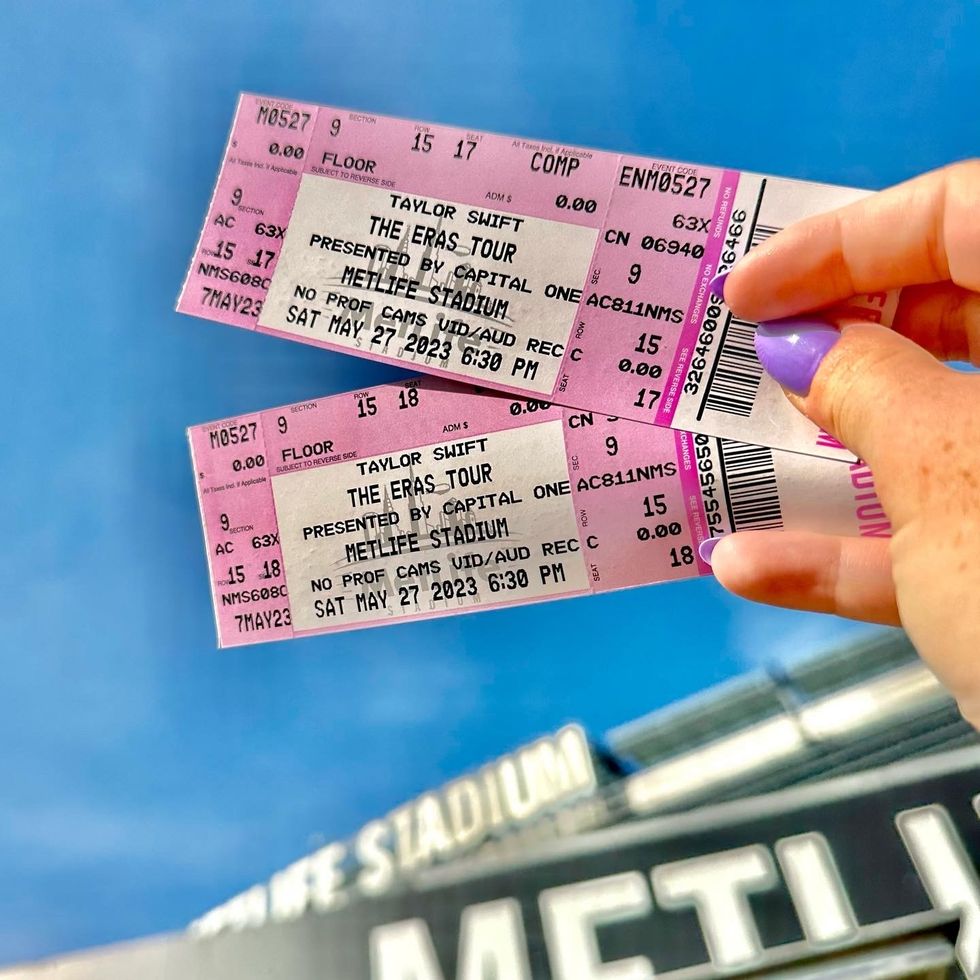 EVENT CODE
M0527
$ 0.00
All Taxes Incl. if Applicable
9
SECTION
AC 63X
15 17
NMS608C
7MAY23
9 SECTION
ROW 15 SEAT 17
All Taxes Incl. if Applicable
COMP
FLOOR
SUBJECT TO REVERSE SIDE
ADM $ 0.00
TAYLOR SWIFT
THE ERAS TOUR
PRESENTED BY CAPITAL ONE
METLIFE STADIUM
NO PROF CAMS VID/AUD REC
SAT MAY 27 2023 6:30 PM
EVENT CODE
ENM0527
63X
CN 06940
SEC. 9
AC811NMS
ROW 15
C 0.00
SEAT 17
NO REFUNDS
NO EXCHANGES
SEE REVERSE SIDE
M0527
$ 0.00
All Taxes Incl. if Applicable
9
SECTION
AC 63X
15 18
NMS608C
7MAY23
9 SECTION
ROW 15 SEAT 18
FLOOR
SUBJECT TO REVERSE SIDE
ADM $ 0.00
TAYLOR SWIFT
THE ERAS TOUR
PRESENTED BY CAPITAL ONE
METLIFE STADIUM
NO PROF CAMS VID/AUD REC
SAT MAY 27 2023 6:30 PM
CN
SEC. 9
AC811NMS
ROW 15
C 0.00
SEAT 18
EXCHANGES
SEE REVERSE
STADIUM
METLI